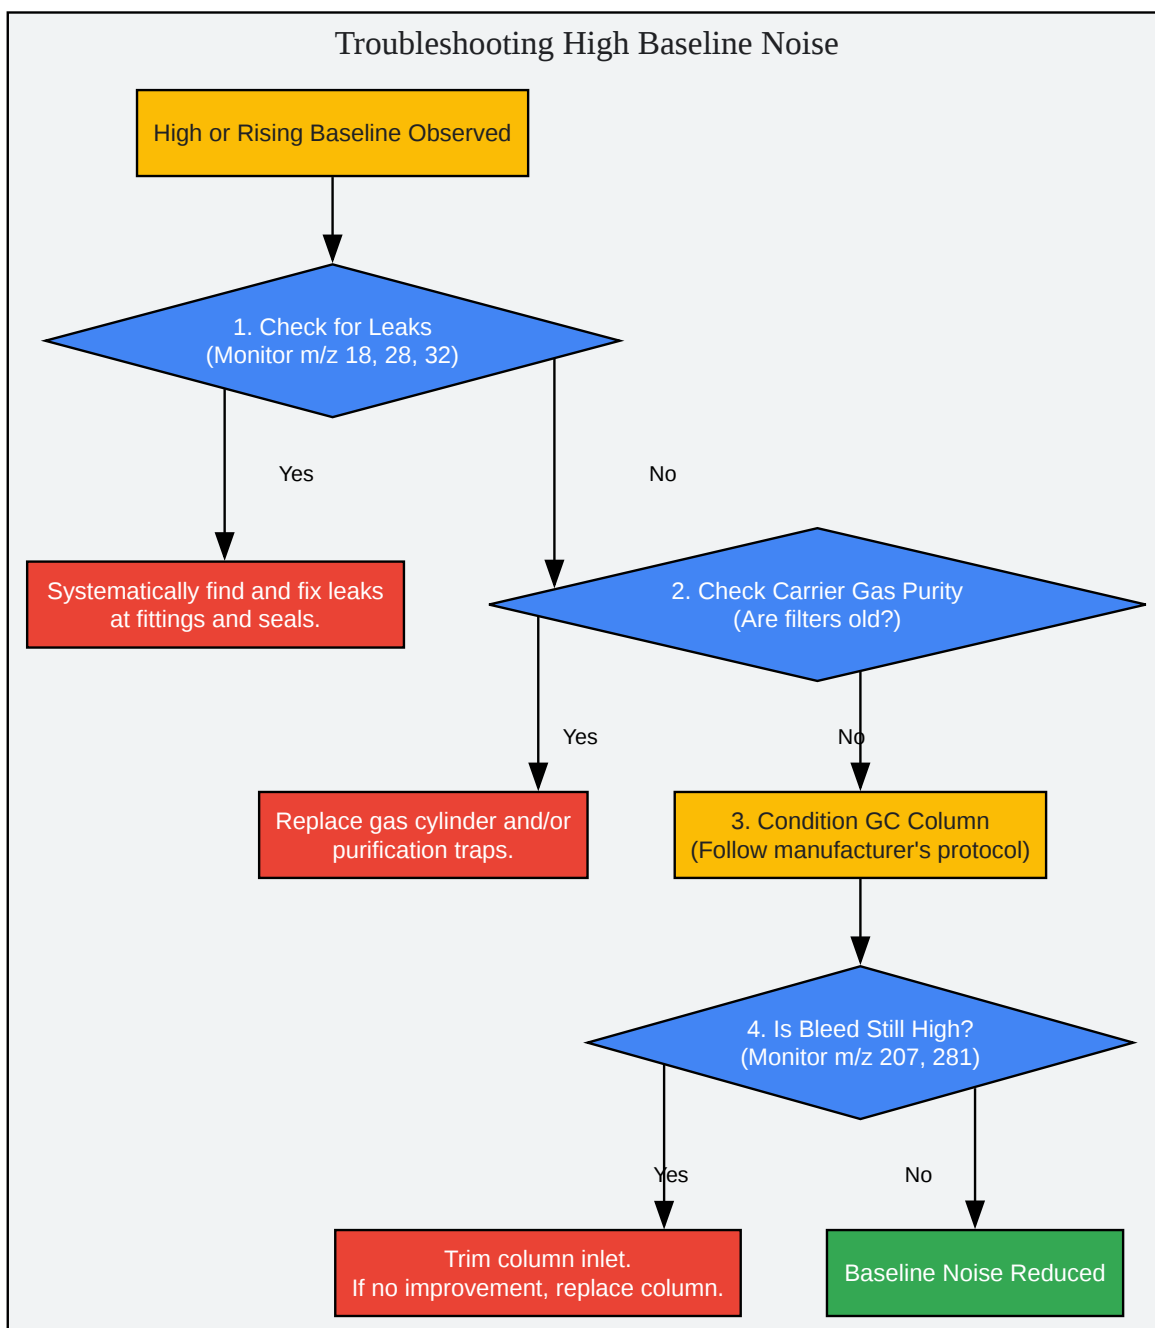 Troubleshooting High Baseline Noise
High or Rising Baseline Observed
1. Check for Leaks
(Monitor m/z 18, 28, 32)
Yes
No
Systematically find and fix leaks
at fittings and seals.
2. Check Carrier Gas Purity
(Are filters old?)
Yes
No
Replace gas cylinder and/or
purification traps.
3. Condition GC Column
(Follow manufacturer's protocol)
4. Is Bleed Still High?
(Monitor m/z 207, 281)
Yes
No
Trim column inlet.
If no improvement, replace column.
Baseline Noise Reduced